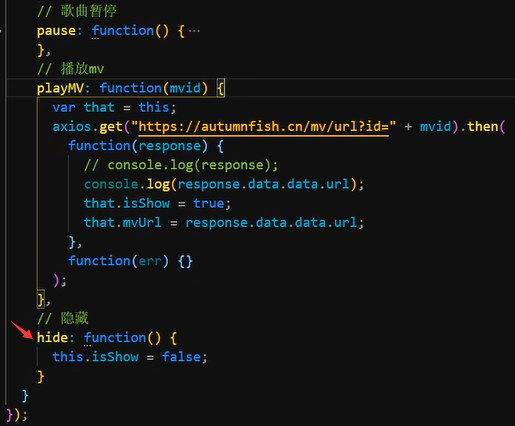 // 歌曲暂停
pause: function() {…
},
// 播放mv
playMV: function(mvid) {
var that = this;
axios.get("https://autumnfish.cn/mv/url?id=" + mvid).then(
function(response) {
// console.log(response);
console.log(response.data.data.url);
that.isShow = true;
that.mvUrl = response.data.data.url;
},
function(err) {}
);
},
// 隐藏
hide: function() {
this.isShow = false;
}
}
});